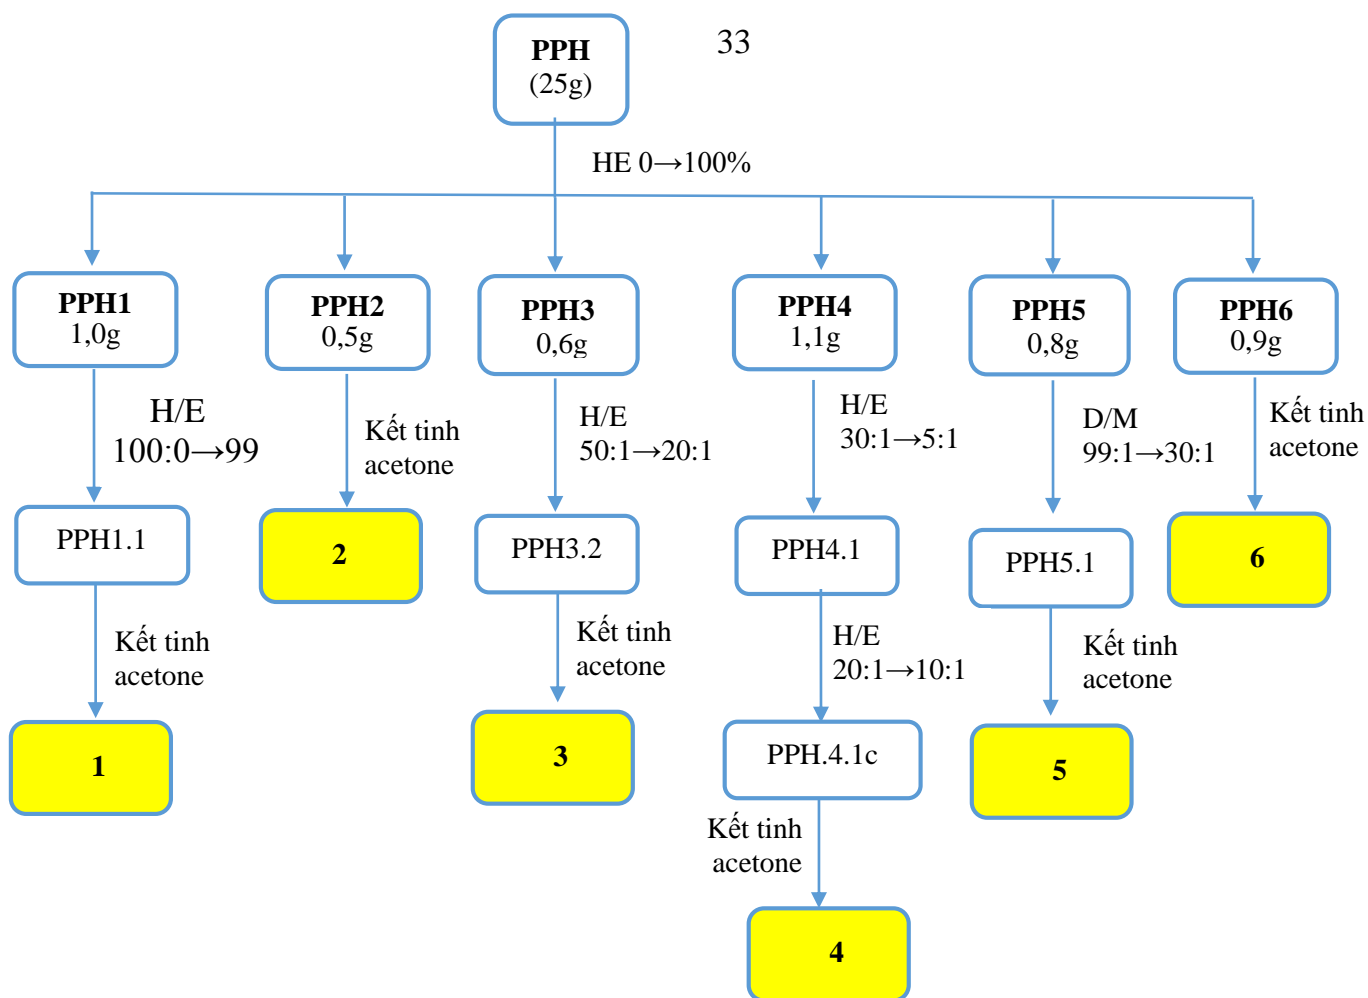 33
PPH
(25g)
HE 0→100%
PPH1
1,0g
PPH2
0,5g
PPH3
0,6g
PPH4
1,1g
PPH5
0,8g
PPH6
0,9g
H/E
100:0→99
Kết tinh
acetone
H/E
50:1→20:1
H/E
30:1→5:1
D/M
99:1→30:1
Kết tinh
acetone
PPH1.1
2
PPH3.2
PPH4.1
PPH5.1
6
Kết tinh
acetone
Kết tinh
acetone
H/E
20:1→10:1
Kết tinh
acetone
1
3
PPH.4.1c
5
Kết tinh
acetone
4